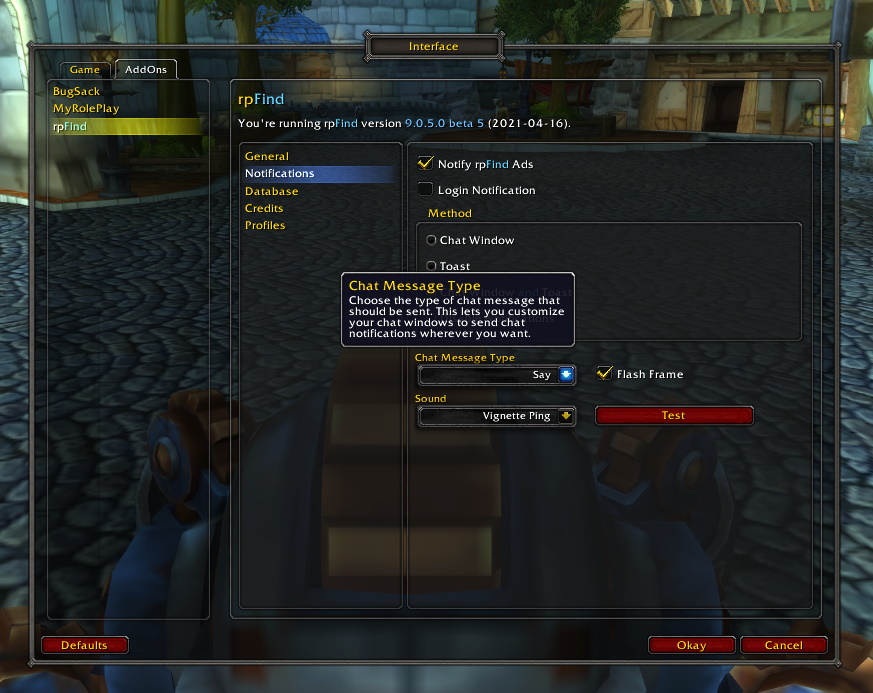 Interface
Game
AddOns
BugSack
MyRolePlay
rpFind
rpFind
You're running rpFind version 9.0.5.0 beta 5 (2021-04-16).
General
Notifications
Database
Credits
Profiles
Notify rpFind Ads
Login Notification
Method
Chat Window
Toast
Chat Message Type
Choose the type of chat message that
should be sent. This lets you customize
your chat windows to send chat
notifications wherever you want.
Chat Message Type
Say
Flash Frame
Sound
Vignette Ping
Test
Defaults
Okay
Cancel